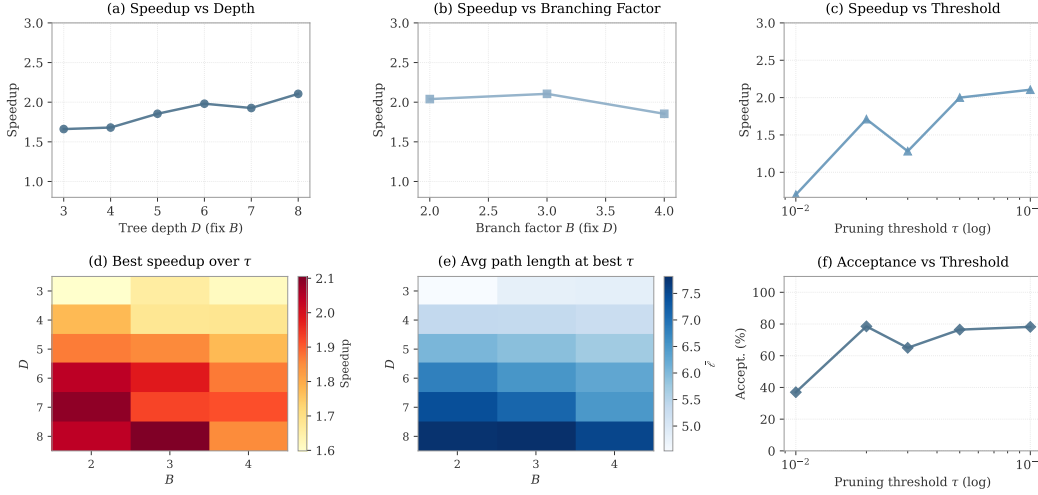 (a) Speedup vs Depth
3.0
2.5
2.0
1.5
1.0
Speedup
3 4 5 6 7 8
Tree depth D (fix B)
(b) Speedup vs Branching Factor
3.0
2.5
2.0
1.5
1.0
Speedup
2.0 2.5 3.0 3.5 4.0
Branch factor B (fix D)
(c) Speedup vs Threshold
3.0
2.5
2.0
1.5
1.0
Speedup
10⁻²
Pruning threshold τ (log)
(d) Best speedup over τ
3
4
5
6
7
8
D
2 3 4
B
2.1
2.0
1.9
1.8
1.7
1.6
Speedup
(e) Avg path length at best τ
3
4
5
6
7
8
D
2 3 4
B
7.5
7.0
6.5
6.0
5.5
5.0
ℓ̄
(f) Acceptance vs Threshold
100
80
60
40
20
0
Accept. (%)
10⁻²
Pruning threshold τ (log)